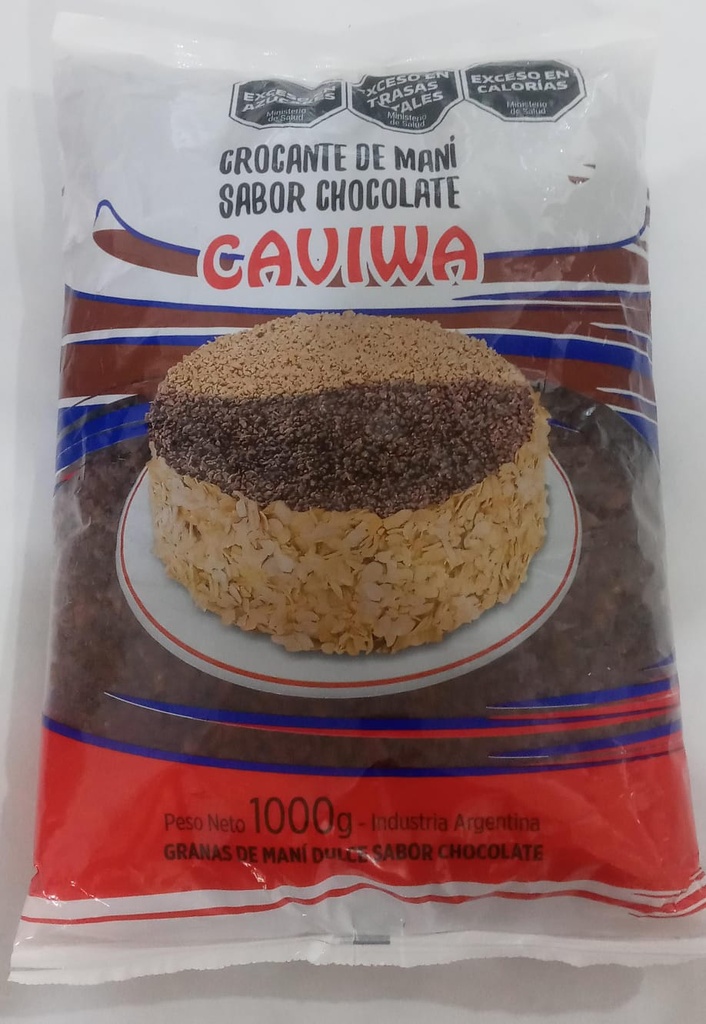 EXCESO EN
AZÚCARES
Ministerio
de Salud
EXCESO EN
GRASAS
TOTALES
Ministerio
de Salud
EXCESO EN
CALORÍAS
Ministerio
de Salud
CROCANTE DE MANÍ
SABOR CHOCOLATE
CAVIWA
Peso Neto 1000g - Industria Argentina
GRANAS DE MANÍ DULCE SABOR CHOCOLATE